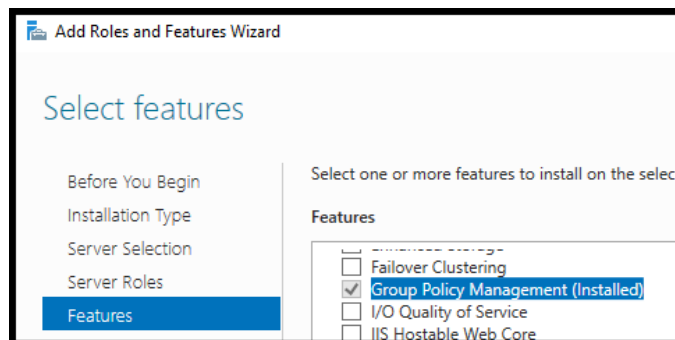 Add Roles and Features Wizard
Select features
Before You Begin
Installation Type
Server Selection
Server Roles
Features
Select one or more features to install on the selec
Features
Failover Clustering
Group Policy Management (Installed)
I/O Quality of Service
IIS Hostable Web Core